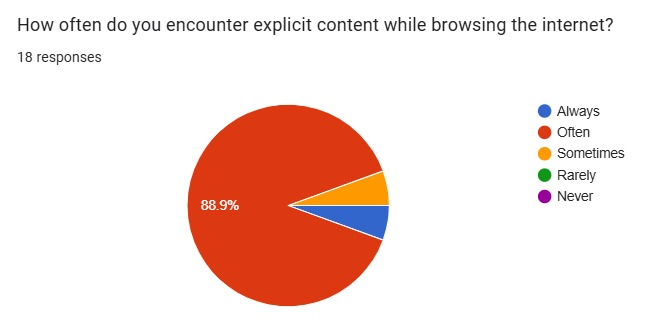 How often do you encounter explicit content while browsing the internet?
18 responses
Always
Often
Sometimes
Rarely
Never
88.9%